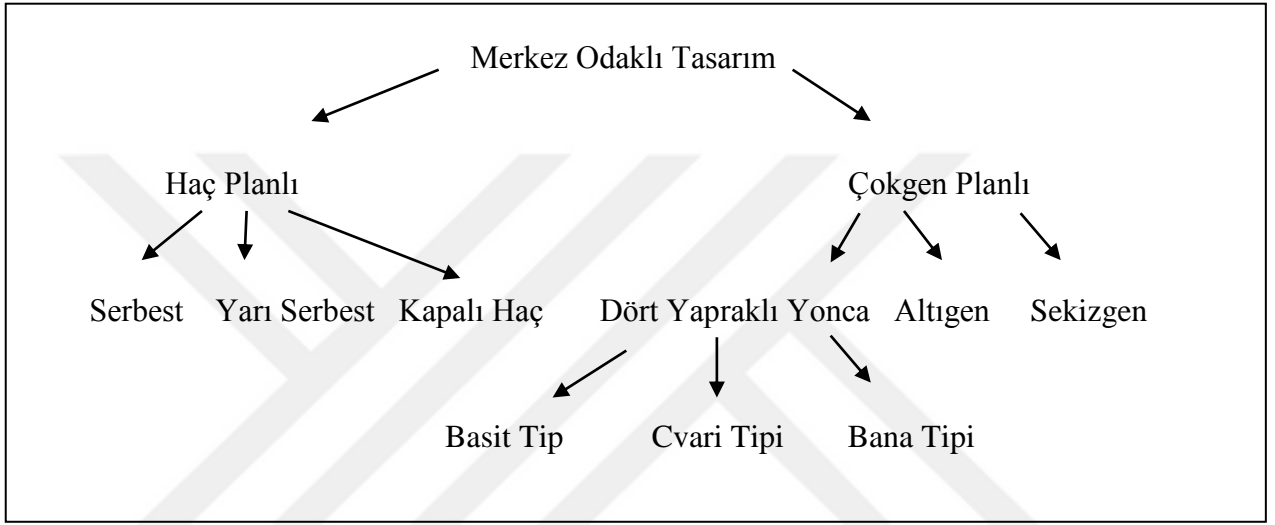 Merkez Odaklı Tasarım
Haç Planlı Çokgen Planlı
Serbest Yarı Serbest Kapalı Haç Dört Yapraklı Yonca Altıgen Sekizgen
Basit Tip Cvari Tipi Bana Tipi